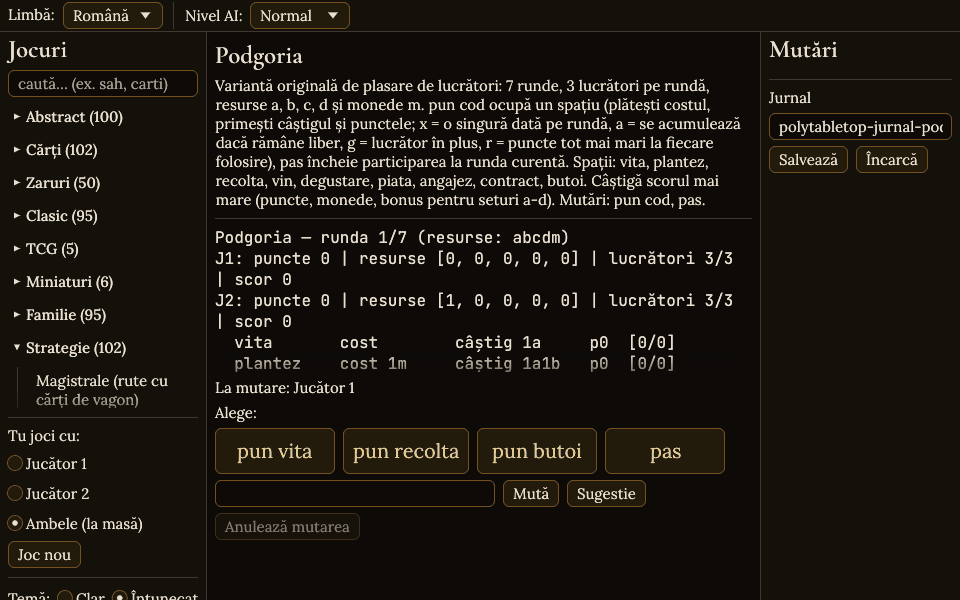 Limbă: Română ▼ Nivel AI: Normal ▼
Jocuri
caută... (ex. sah, carti)
▸ Abstract (100)
▸ Cărți (102)
▸ Zaruri (50)
▸ Clasic (95)
▸ TCG (5)
▸ Miniaturi (6)
▸ Familie (95)
▾ Strategie (102)
Magistrale (rute cu
cărți de vagon)
Tu joci cu:
Jucător 1
Jucător 2
Ambele (la masă)
Joc nou
Temă: Clar Întunecat
Podgoria
Variantă originală de plasare de lucrători: 7 runde, 3 lucrători pe rundă,
resurse a, b, c, d și monede m. pun cod ocupă un spațiu (plătești costul,
primești câștigul și punctele; x = o singură dată pe rundă, a = se acumulează
dacă rămâne liber, g = lucrător în plus, r = puncte tot mai mari la fiecare
folosire), pas încheie participarea la runda curentă. Spații: vita, plantez,
recolta, vin, degustare, piata, angajez, contract, butoi. Câștigă scorul mai
mare (puncte, monede, bonus pentru seturi a-d). Mutări: pun cod, pas.
Podgoria — runda 1/7 (resurse: abcdm)
J1: puncte 0 | resurse [0, 0, 0, 0, 0] | lucrători 3/3
| scor 0
J2: puncte 0 | resurse [1, 0, 0, 0, 0] | lucrători 3/3
| scor 0
vita cost câștig 1a p0 [0/0]
plantez cost 1m câștig 1a1b p0 [0/0]
La mutare: Jucător 1
Alege:
pun vita pun recolta pun butoi pas
Mută Sugestie
Anulează mutarea
Mutări
Jurnal
polytabletop-jurnal-pod
Salvează Încarcă